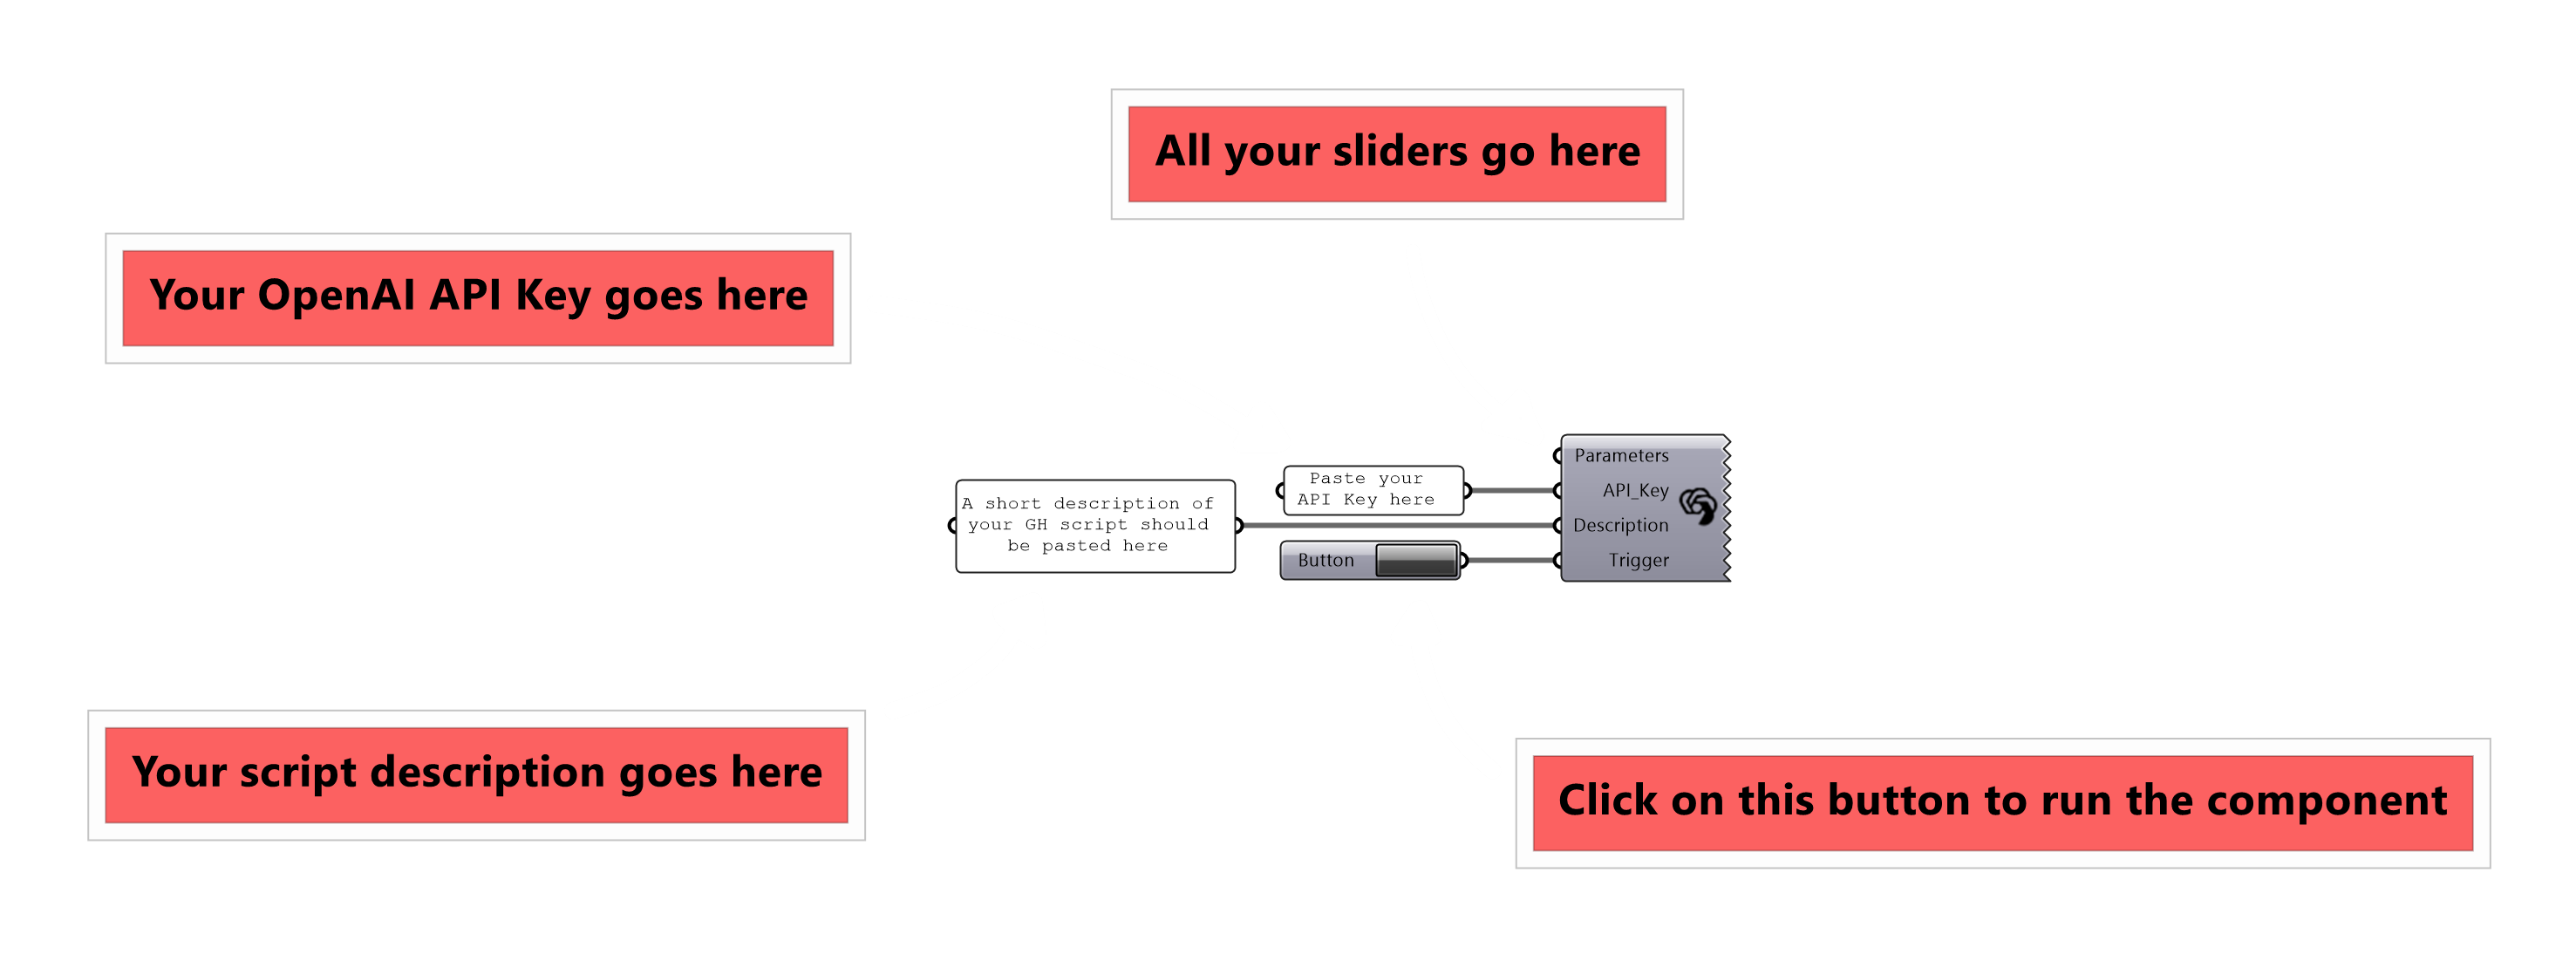 All your sliders go here
Your OpenAI API Key goes here
Parameters
Paste your
API Key here
API_Key
A short description of
your GH script should
be pasted here
Description
Button
Trigger
Your script description goes here
Click on this button to run the component